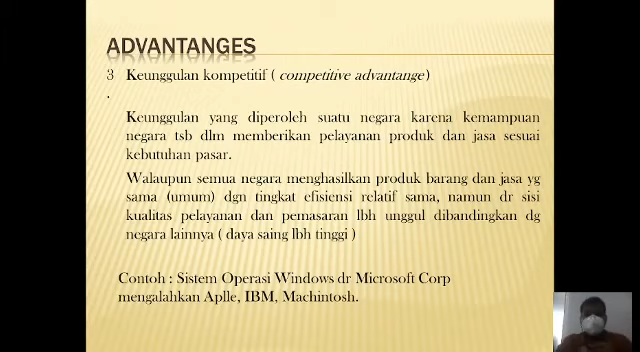 ADVANTANGES
3 Keunggulan kompetitif ( competitive advantange )
.
Keunggulan yang diperoleh suatu negara karena kemampuan
negara tsb dlm memberikan pelayanan produk dan jasa sesuai
kebutuhan pasar.
Walaupun semua negara menghasilkan produk barang dan jasa yg
sama (umum) dgn tingkat efisiensi relatif sama, namun dr sisi
kualitas pelayanan dan pemasaran lbh unggul dibandingkan dg
negara lainnya ( daya saing lbh tinggi )
Contoh : Sistem Operasi Windows dr Microsoft Corp
mengalahkan Aplle, IBM, Machintosh.